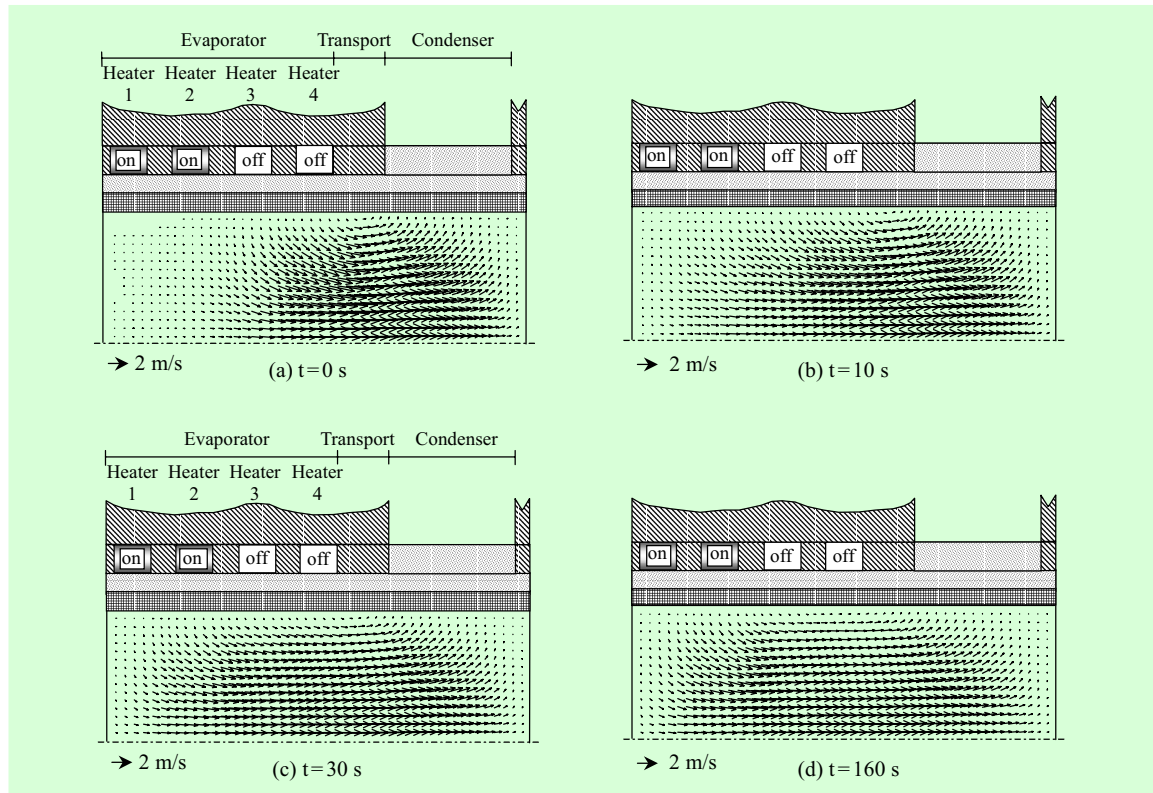 Evaporator Transport Condenser
Heater Heater Heater Heater
1 2 3 4
on on off off
→ 2 m/s
(a) t=0 s
on on off off
→ 2 m/s
(b) t=10 s
Evaporator Transport Condenser
Heater Heater Heater Heater
1 2 3 4
on on off off
→ 2 m/s
(c) t=30 s
on on off off
→ 2 m/s
(d) t=160 s